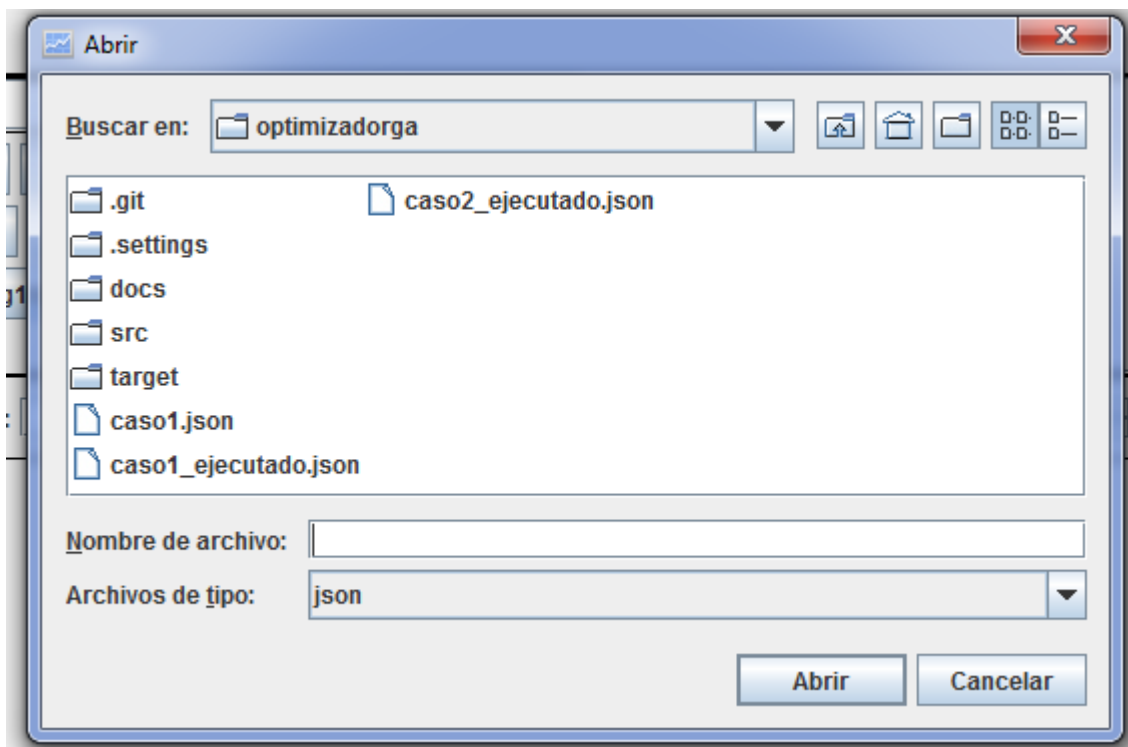 Abrir
Buscar en: optimizadorga
.git caso2_ejecutado.json
.settings
docs
g1
src
target
caso1.json
:
caso1_ejecutado.json
Nombre de archivo:
Archivos de tipo: json
Abrir Cancelar